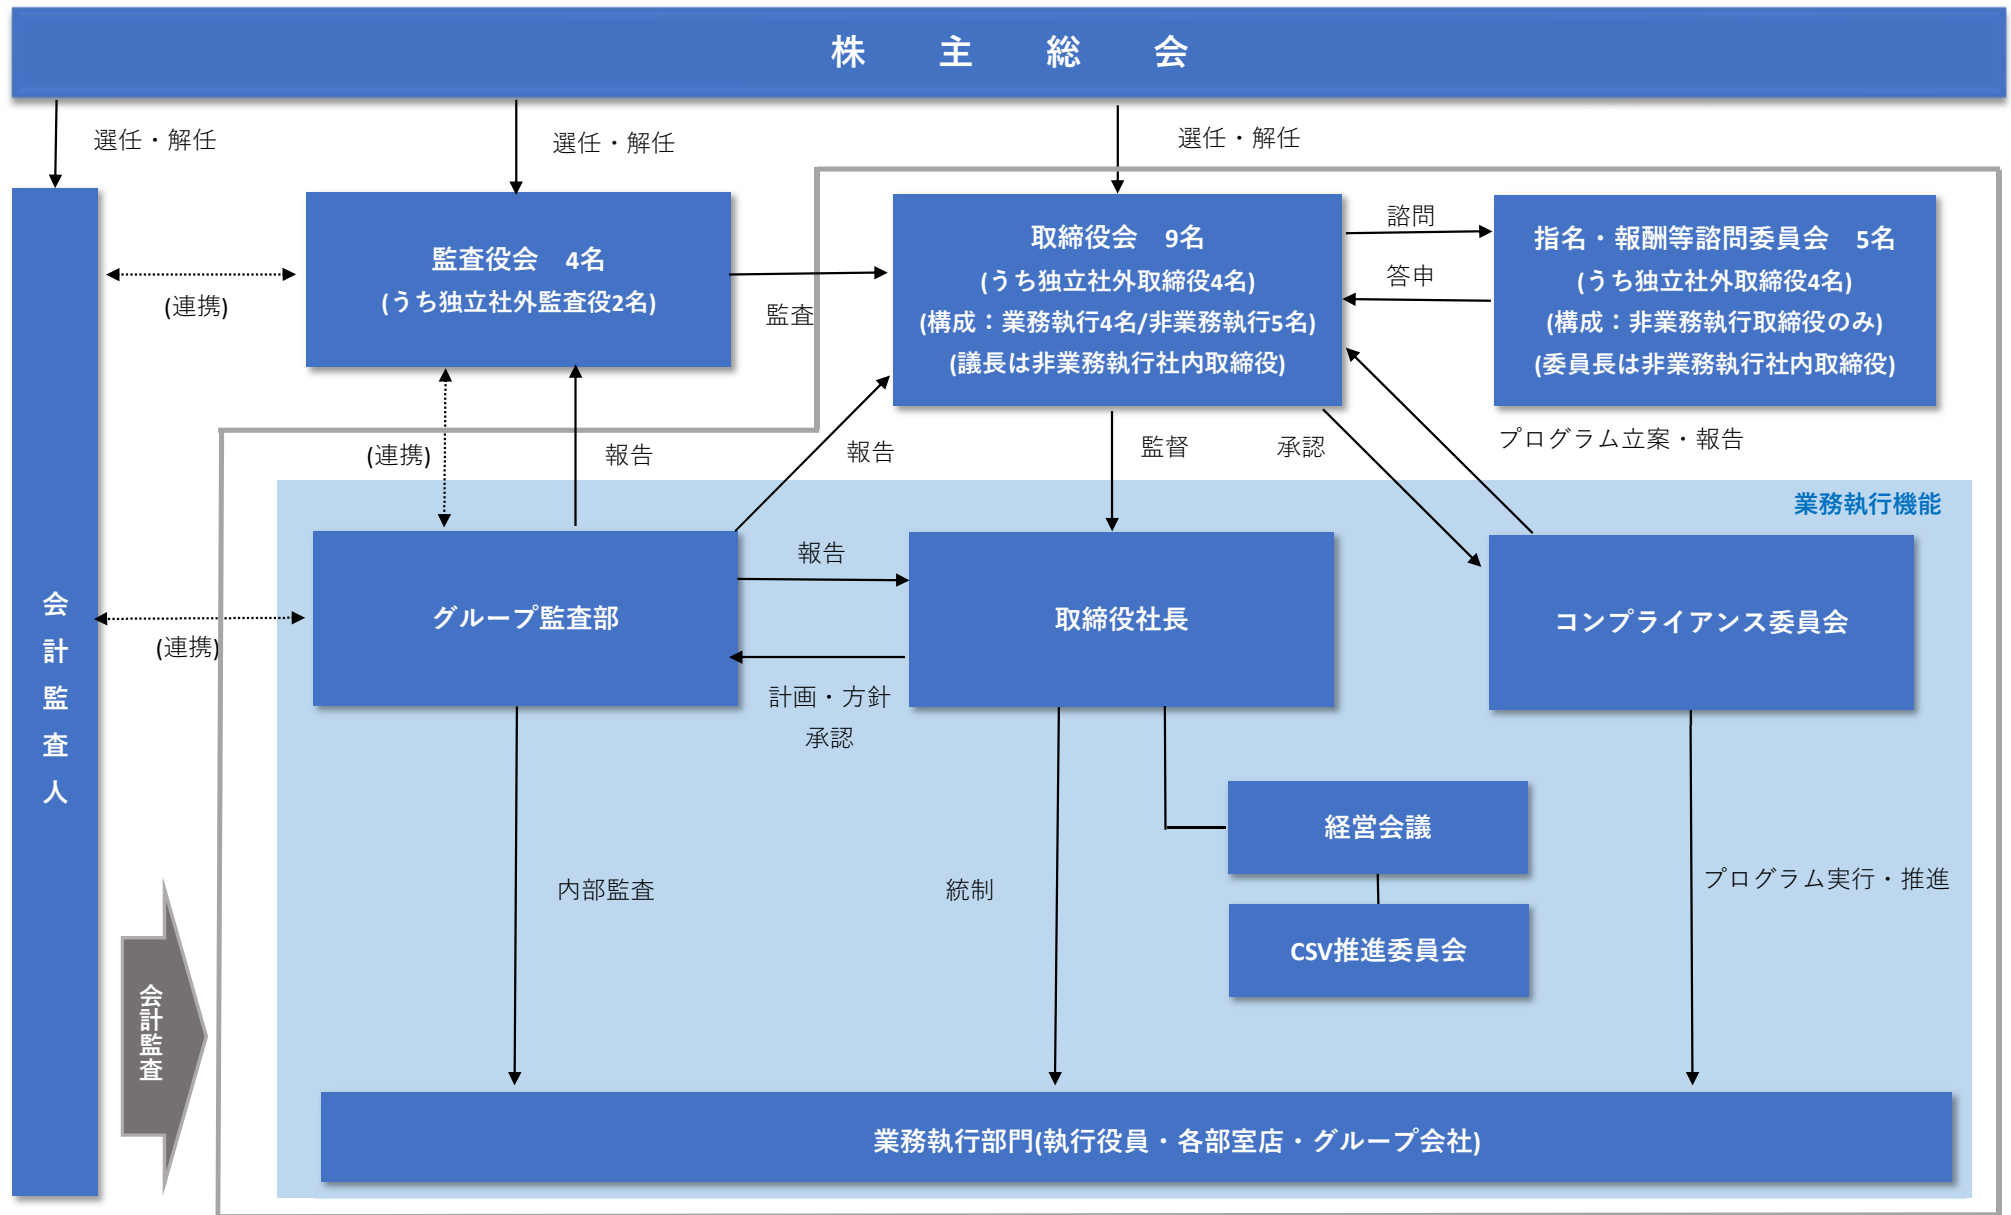 株主総会
選任・解任
選任・解任
選任・解任
会計監査人
監査役会　4名
(うち独立社外監査役2名)
(連携)
監査
取締役会　9名
(うち独立社外取締役4名)
(構成：業務執行4名/非業務執行5名)
(議長は非業務執行社内取締役)
諮問
答申
指名・報酬等諮問委員会　5名
(うち独立社外取締役4名)
(構成：非業務執行取締役のみ)
(委員長は非業務執行社内取締役)
(連携)
報告
報告
監督
承認
プログラム立案・報告
業務執行機能
(連携)
グループ監査部
報告
計画・方針
承認
取締役社長
コンプライアンス委員会
経営会議
CSV推進委員会
内部監査
統制
プログラム実行・推進
会計監査
業務執行部門(執行役員・各部室店・グループ会社)